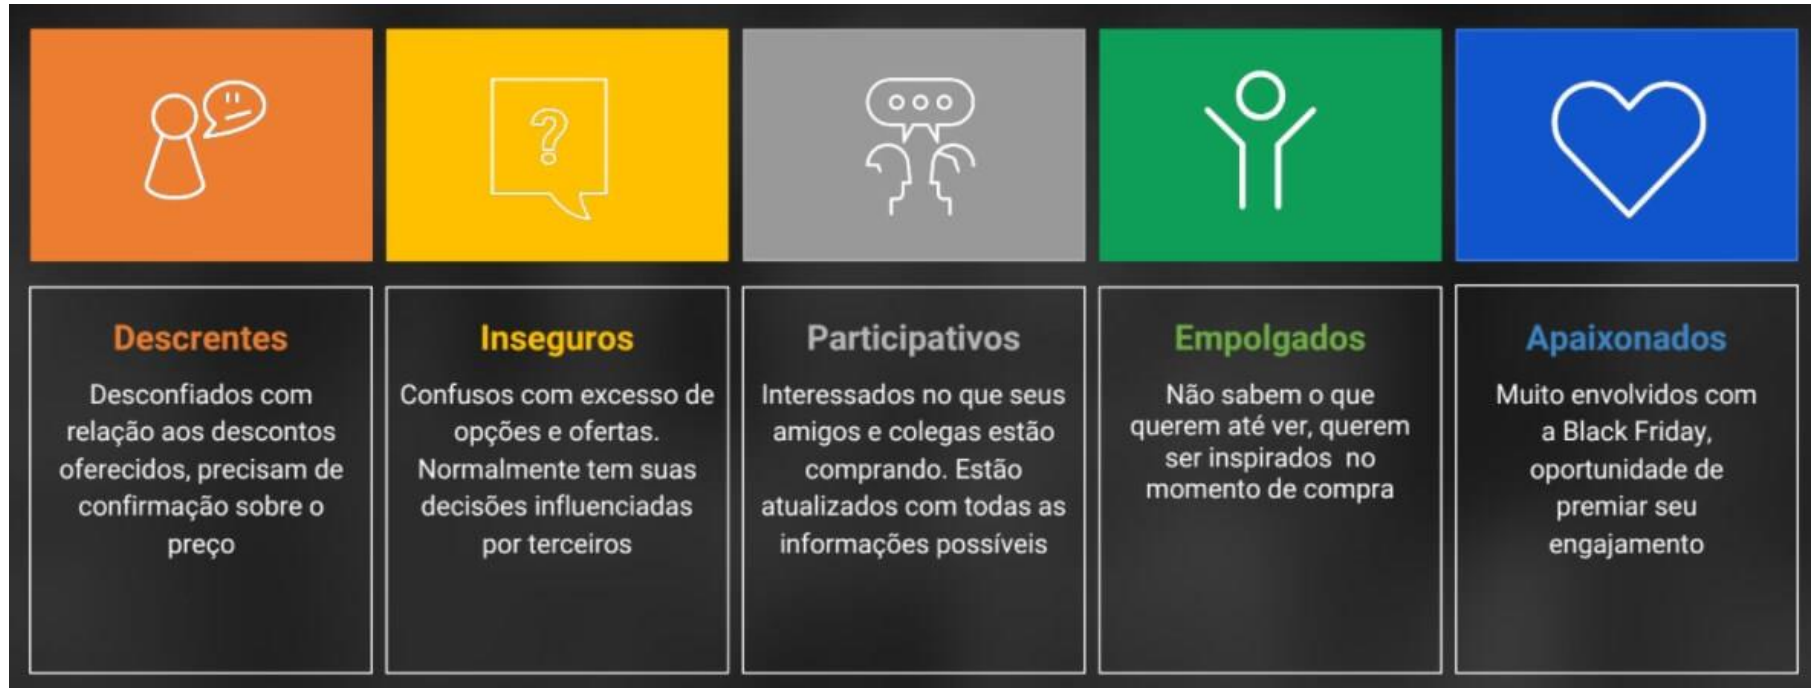 ?
Descrentes
Desconfiados com
relação aos descontos
oferecidos, precisam de
confirmação sobre o
preço
Inseguros
Confusos com excesso de
opções e ofertas.
Normalmente tem suas
decisões influenciadas
por terceiros
Participativos
Interessados no que seus
amigos e colegas estão
comprando. Estão
atualizados com todas as
informações possíveis
Empolgados
Não sabem o que
querem até ver, querem
ser inspirados no
momento de compra
Apaixonados
Muito envolvidos com
a Black Friday,
oportunidade de
premiar seu
engajamento